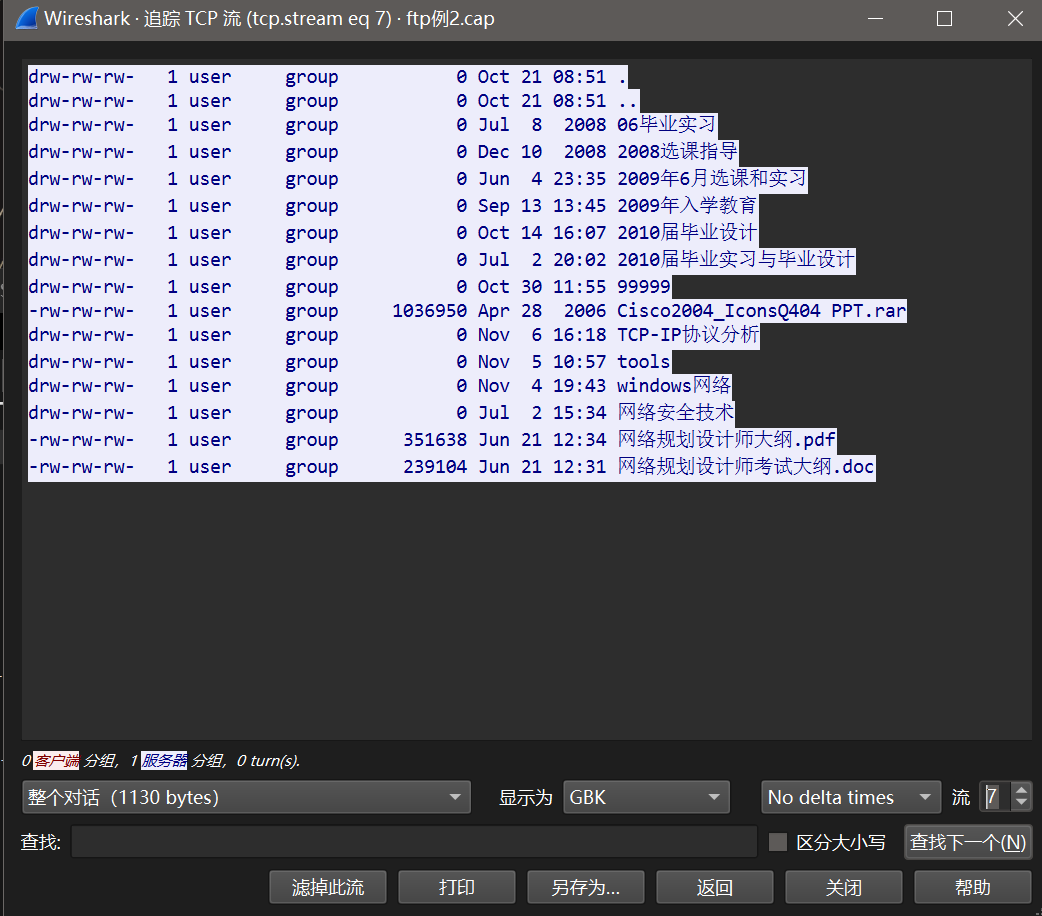 Wireshark · 追踪 TCP 流 (tcp.stream eq 7) · ftp例2.cap
drw-rw-rw-   1 user     group           0 Oct 21 08:51 .
drw-rw-rw-   1 user     group           0 Oct 21 08:51 ..
drw-rw-rw-   1 user     group           0 Jul  8  2008 06毕业实习
drw-rw-rw-   1 user     group           0 Dec 10  2008 2008选课指导
drw-rw-rw-   1 user     group           0 Jun  4 23:35 2009年6月选课和实习
drw-rw-rw-   1 user     group           0 Sep 13 13:45 2009年入学教育
drw-rw-rw-   1 user     group           0 Oct 14 16:07 2010届毕业设计
drw-rw-rw-   1 user     group           0 Jul  2 20:02 2010届毕业实习与毕业设计
drw-rw-rw-   1 user     group           0 Oct 30 11:55 99999
-rw-rw-rw-   1 user     group     1036950 Apr 28  2006 Cisco2004_IconsQ404 PPT.rar
drw-rw-rw-   1 user     group           0 Nov  6 16:18 TCP-IP协议分析
drw-rw-rw-   1 user     group           0 Nov  5 10:57 tools
drw-rw-rw-   1 user     group           0 Nov  4 19:43 windows网络
drw-rw-rw-   1 user     group           0 Jul  2 15:34 网络安全技术
-rw-rw-rw-   1 user     group      351638 Jun 21 12:34 网络规划设计师大纲.pdf
-rw-rw-rw-   1 user     group      239104 Jun 21 12:31 网络规划设计师考试大纲.doc
0 客户端 分组，1 服务器 分组，0 turn(s).
整个对话（1130 bytes） 显示为 GBK No delta times 流 7
查找: 区分大小写 查找下一个(N)
滤掉此流 打印 另存为… 返回 关闭 帮助